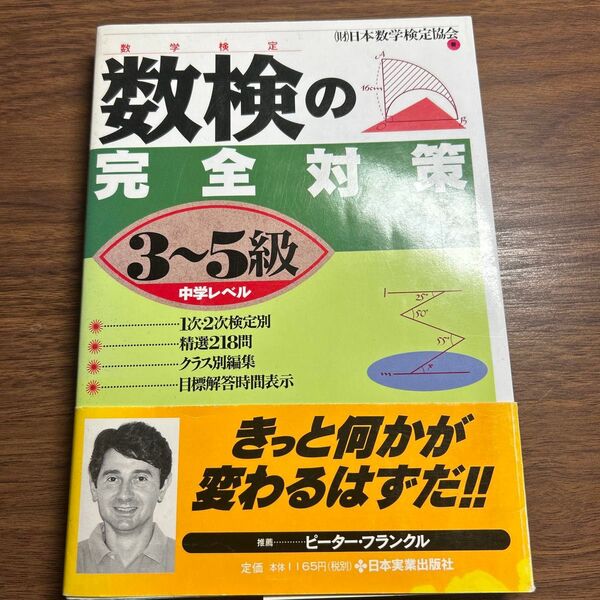 数学検定
(財)日本数学検定協会 著
数検の
完全対策
3〜5級
中学レベル
1次・2次検定別
精選218問
クラス別編集
目標解答時間表示
A
16cm
B
25°
50°
55°
x
きっと何かが
変わるはずだ!!
推薦…………ピーター・フランクル
定価 本体1165円(税別) 日本実業出版社